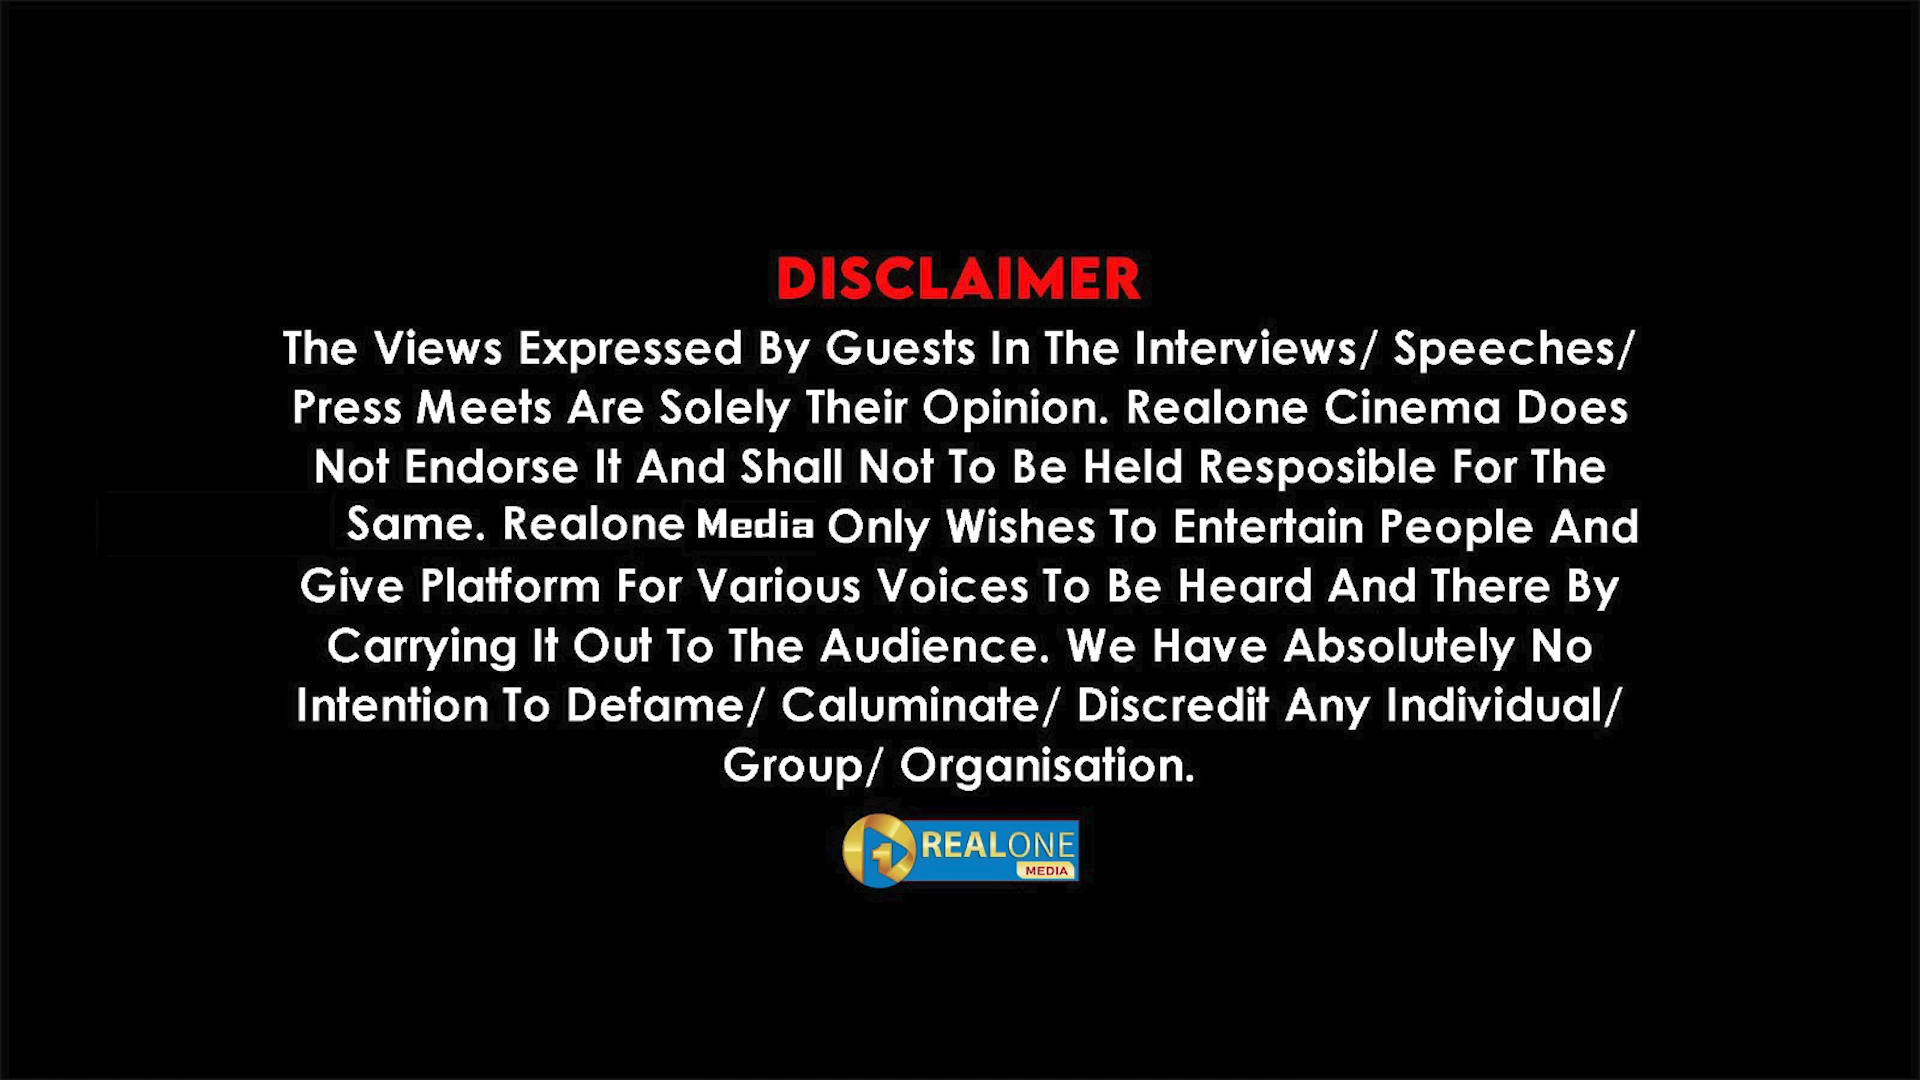 DISCLAIMER
The Views Expressed By Guests In The Interviews/ Speeches/
Press Meets Are Solely Their Opinion. Realone Cinema Does
Not Endorse It And Shall Not To Be Held Resposible For The
Same. Realone Media Only Wishes To Entertain People And
Give Platform For Various Voices To Be Heard And There By
Carrying It Out To The Audience. We Have Absolutely No
Intention To Defame/ Caluminate/ Discredit Any Individual/
Group/ Organisation.
1 REALONE
MEDIA